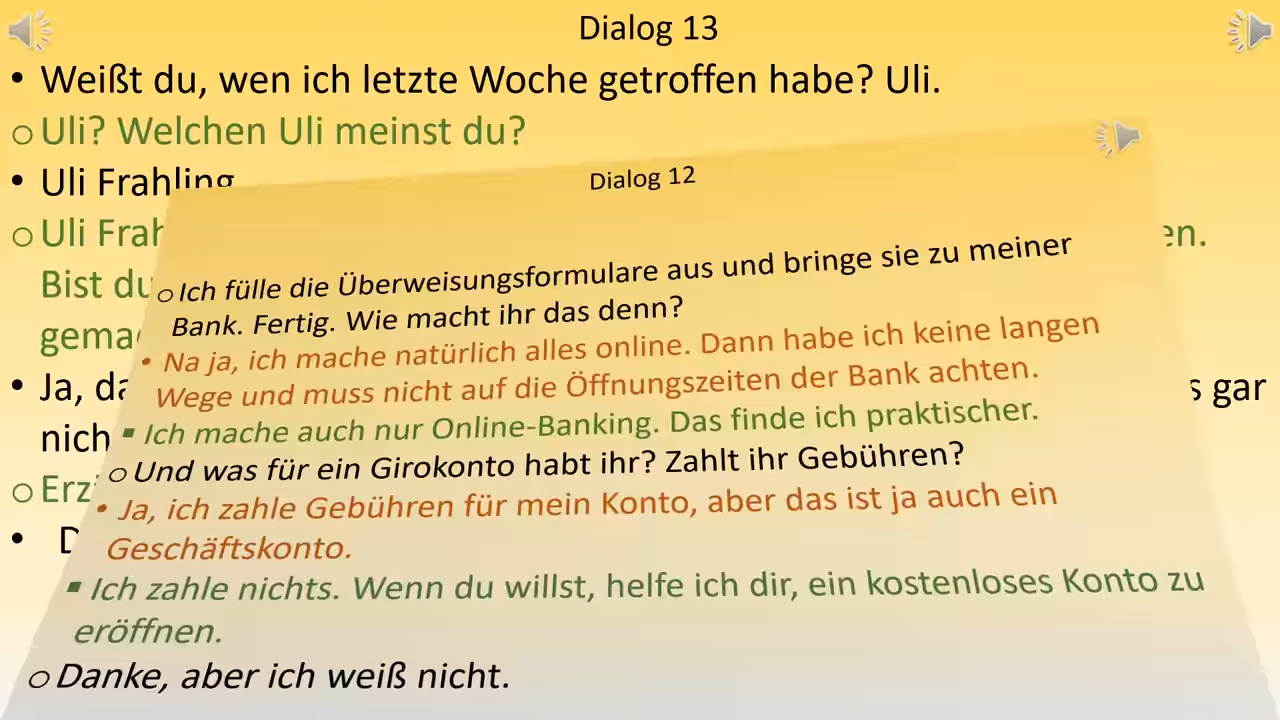 Dialog 13
• Weißt du, wen ich letzte Woche getroffen habe? Uli.
o Uli? Welchen Uli meinst du?
• Uli Frahling
o Uli
en.
Bist du
• Ja,
gar
o
•
Dialog 12
o Ich fülle die Überweisungsformulare aus und bringe sie zu meiner
Bank. Fertig. Wie macht ihr das denn?
• Na ja, ich mache natürlich alles online. Dann habe ich keine langen
Wege und muss nicht auf die Öffnungszeiten der Bank achten.
▪ Ich mache auch nur Online-Banking. Das finde ich praktischer.
o Und was für ein Girokonto habt ihr? Zahlt ihr Gebühren?
• Ja, ich zahle Gebühren für mein Konto, aber das ist ja auch ein
Geschäftskonto.
▪ Ich zahle nichts. Wenn du willst, helfe ich dir, ein kostenloses Konto zu
eröffnen.
o Danke, aber ich weiß nicht.